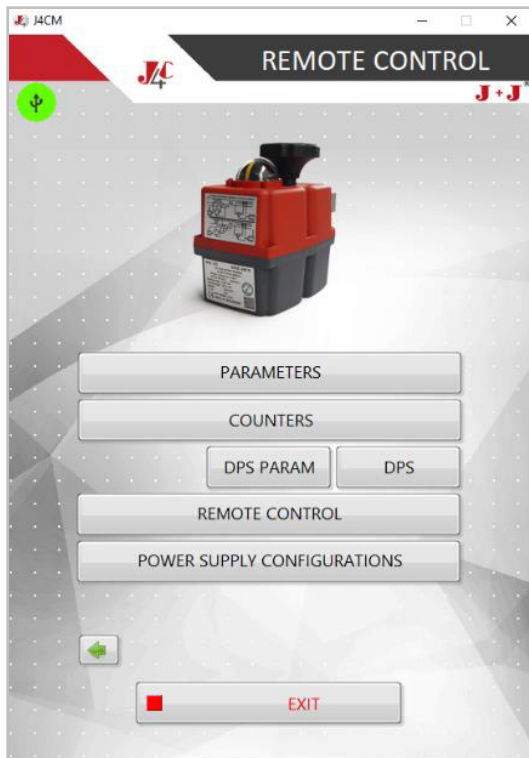 J4CM
REMOTE CONTROL
J4C
J+J®
PARAMETERS
COUNTERS
DPS PARAM DPS
REMOTE CONTROL
POWER SUPPLY CONFIGURATIONS
EXIT